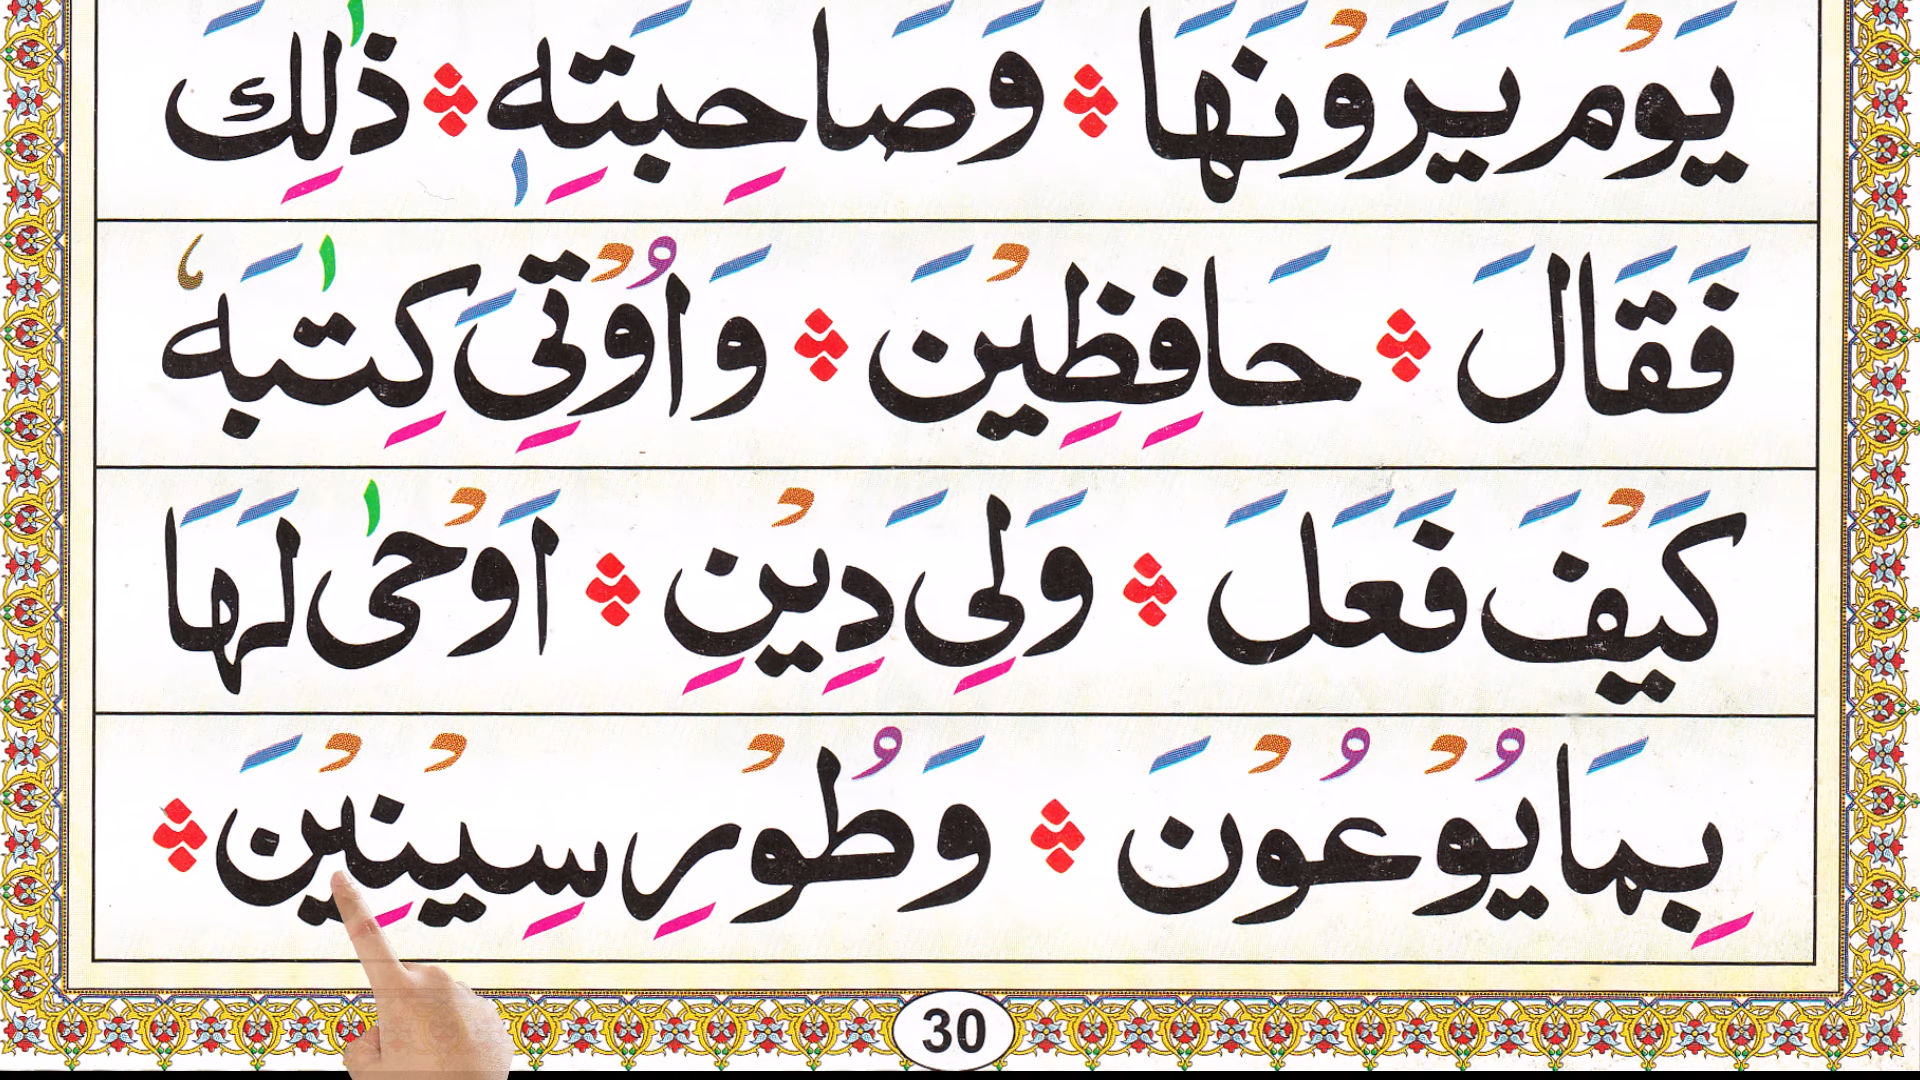 يَوْمَ يَرَوْنَهَا ؞ وَصَاحِبَتِهٖ ؞ ذٰلِكَ
فَقَالَ ؞ حَافِظِيْنَ ؞ وَاُوْتِىَ كِتٰبَهٗ
كَيْفَ فَعَلَ ؞ وَلِىَ دِيْنِ ؞ اَوْحٰى لَهَا
بِمَا يُوْعُوْنَ ؞ وَطُوْرِ سِيْنِيْنَ ؞
30